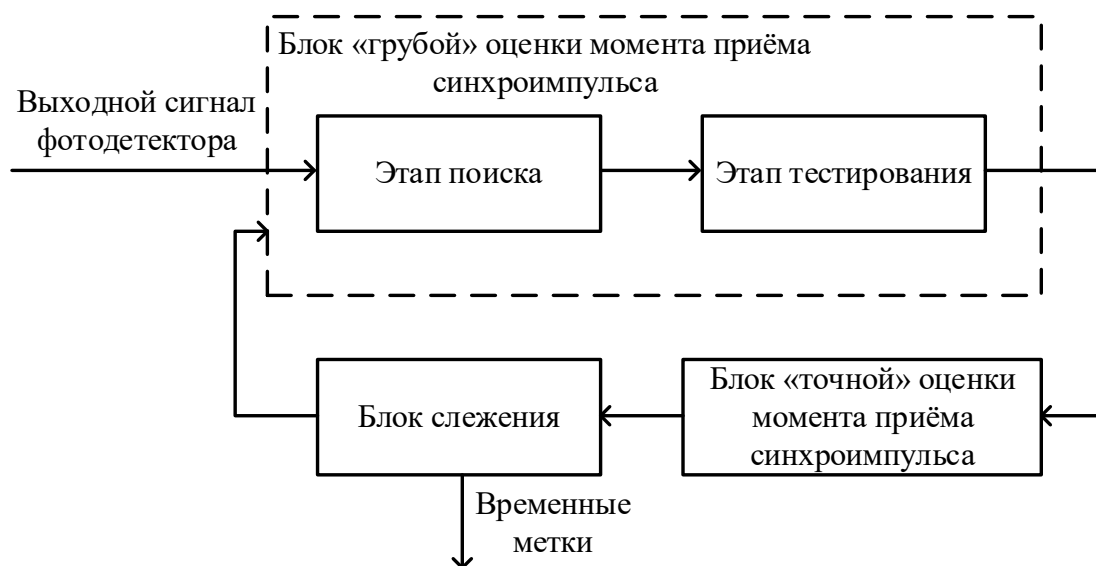 Блок «грубой» оценки момента приёма
синхроимпульса
Выходной сигнал
фотодетектора
Этап поиска
Этап тестирования
Блок слежения
Блок «точной» оценки
момента приёма
синхроимпульса
Временные
метки